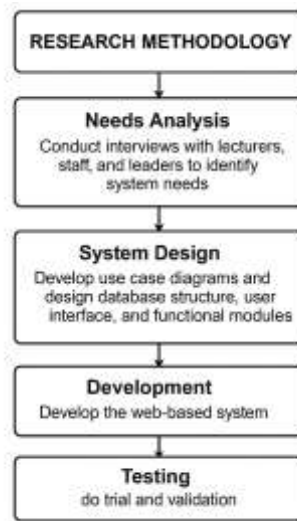 RESEARCH METHODOLOGY
Needs Analysis
Conduct interviews with lecturers,
staff, and leaders to identify
system needs
System Design
Develop use case diagrams and
design database structure, user
interface, and functional modules
Development
Develop the web-based system
Testing
do trial and validation